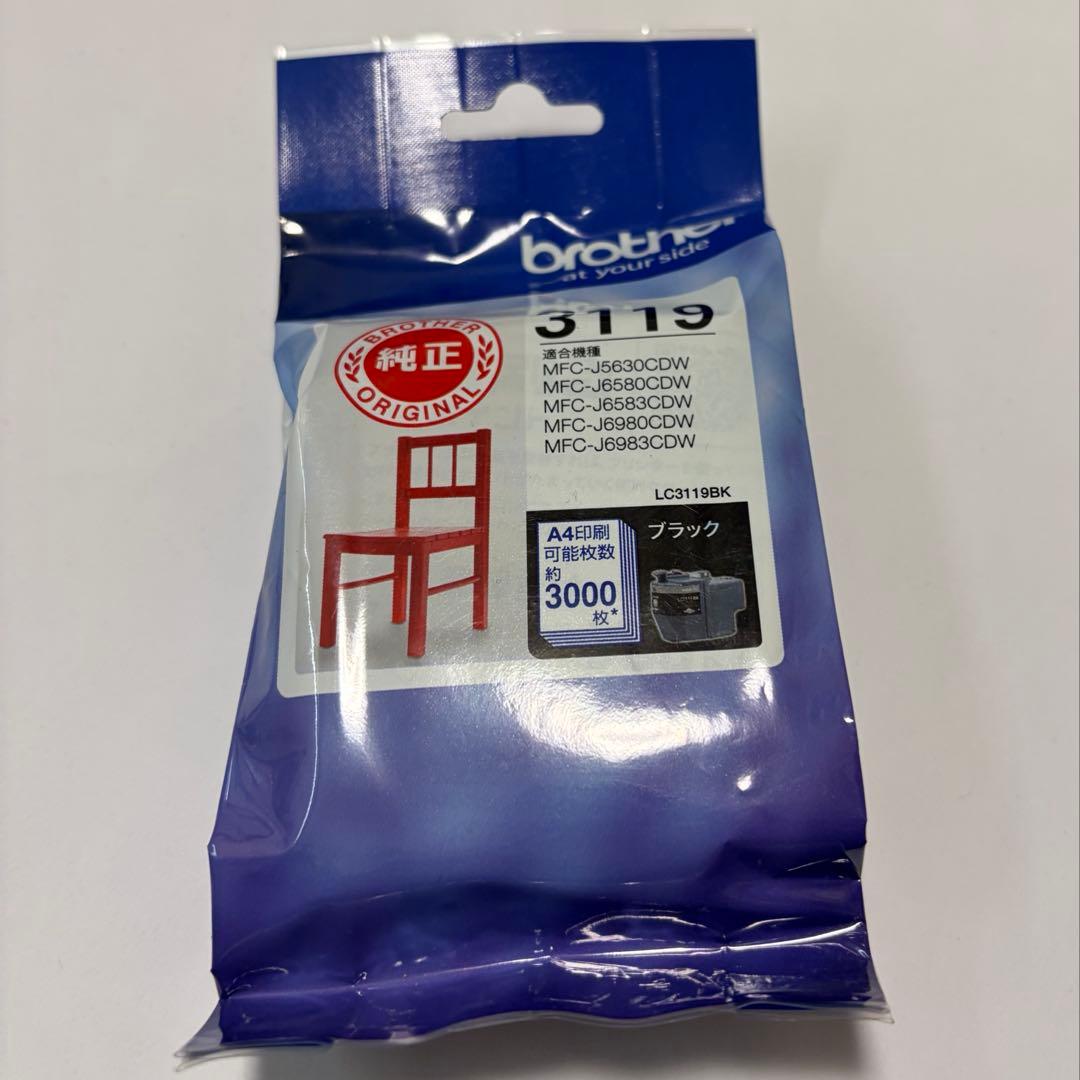 brother
at your side
3119
BROTHER
純正
ORIGINAL
適合機種
MFC-J5630CDW
MFC-J6580CDW
MFC-J6583CDW
MFC-J6980CDW
MFC-J6983CDW
LC3119BK
A4印刷
可能枚数
約
3000
枚*
ブラック